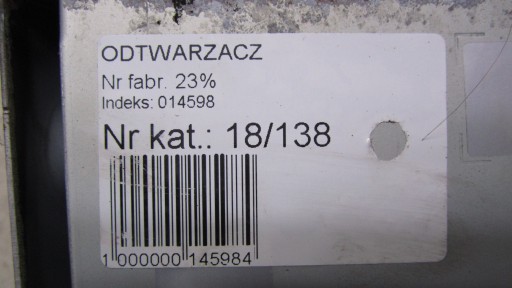 ODTWARZACZ
Nr fabr. 23%
Indeks: 014598
Nr kat.: 18/138
1 000000 145984